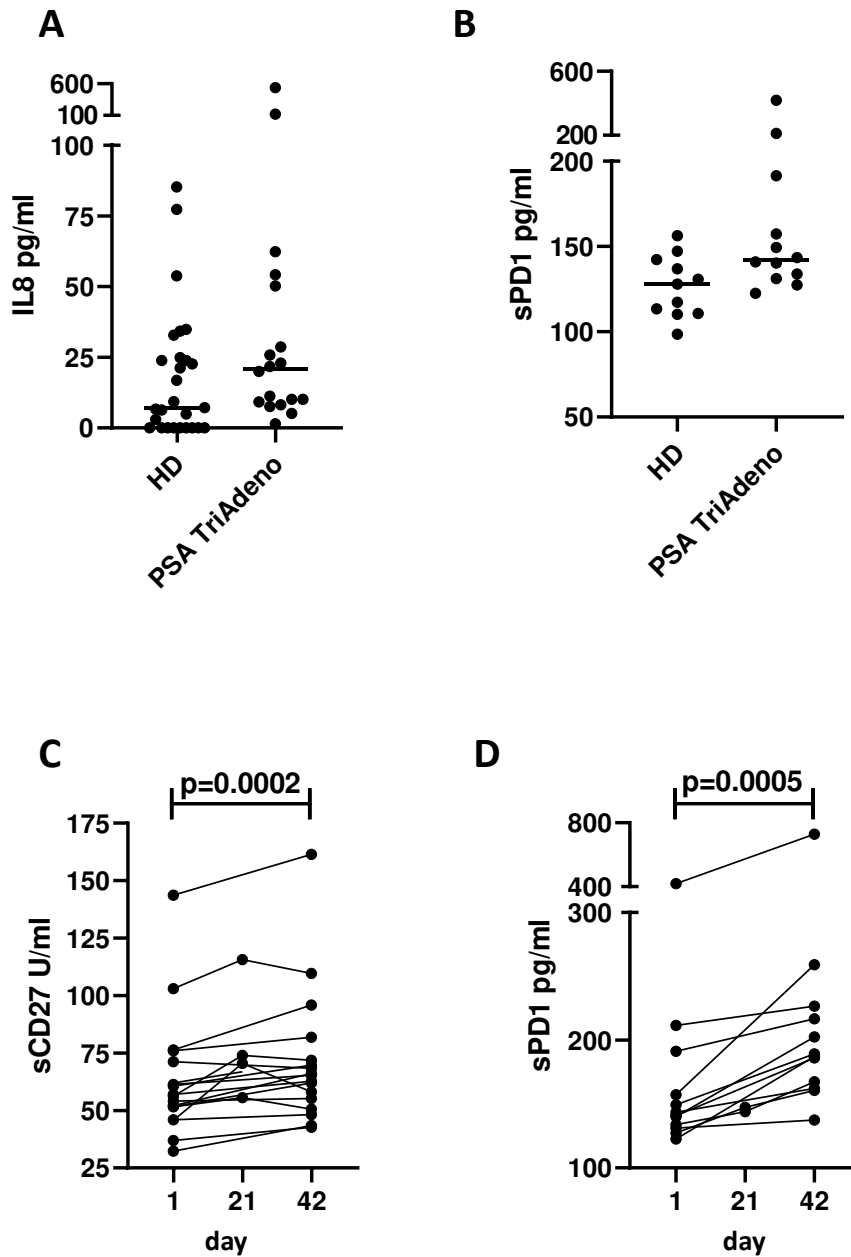 A
IL8 pg/ml
600
100
100
75
50
25
0
HD
PSA TriAdeno
B
sPD1 pg/ml
600
200
200
150
100
50
HD
PSA TriAdeno
C
p=0.0002
sCD27 U/ml
175
150
125
100
75
50
25
1 21 42
day
D
p=0.0005
sPD1 pg/ml
800
400
300
200
100
1 21 42
day